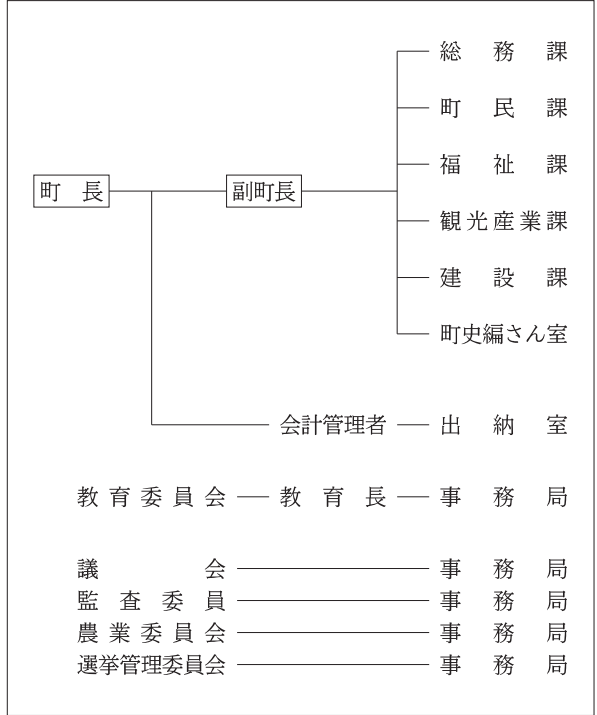 総務課
町民課
福祉課
町長 副町長
観光産業課
建設課
町史編さん室
会計管理者 出納室
教育委員会 教育長 事務局
議会 事務局
監査委員 事務局
農業委員会 事務局
選挙管理委員会 事務局